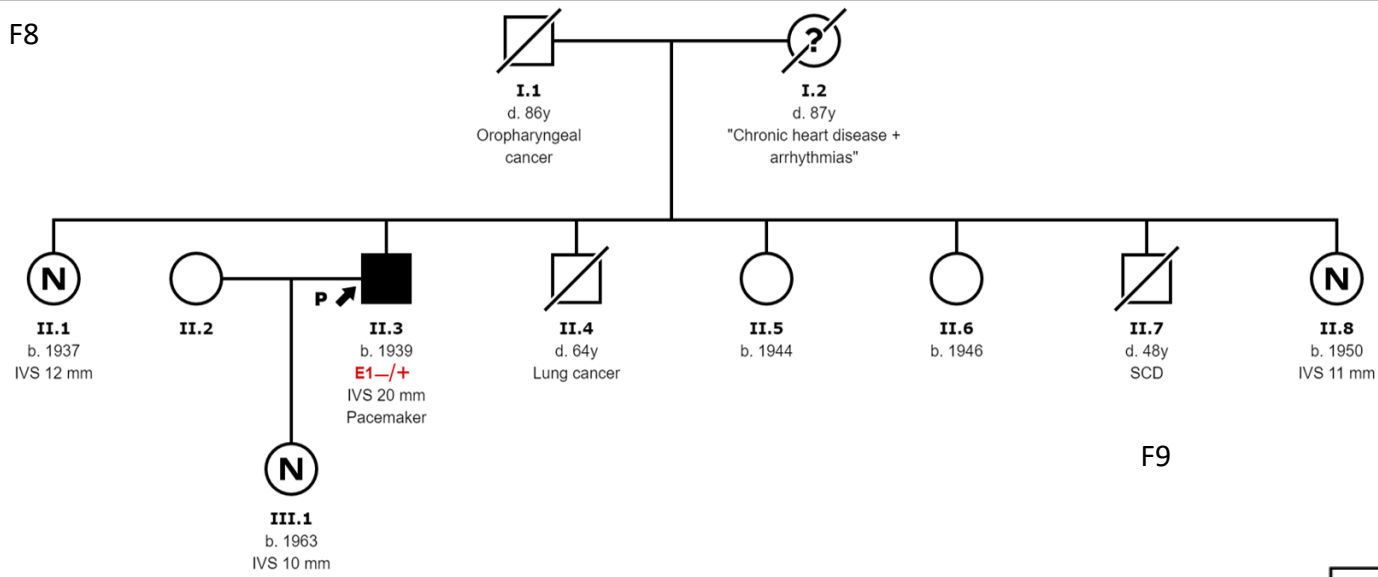 F8
?
I.1
d. 86y
Oropharyngeal
cancer
I.2
d. 87y
"Chronic heart disease +
arrhythmias"
N
II.1
b. 1937
IVS 12 mm
II.2
P
II.3
b. 1939
E1—/+
IVS 20 mm
Pacemaker
II.4
d. 64y
Lung cancer
II.5
b. 1944
II.6
b. 1946
II.7
d. 48y
SCD
N
II.8
b. 1950
IVS 11 mm
F9
N
III.1
b. 1963
IVS 10 mm